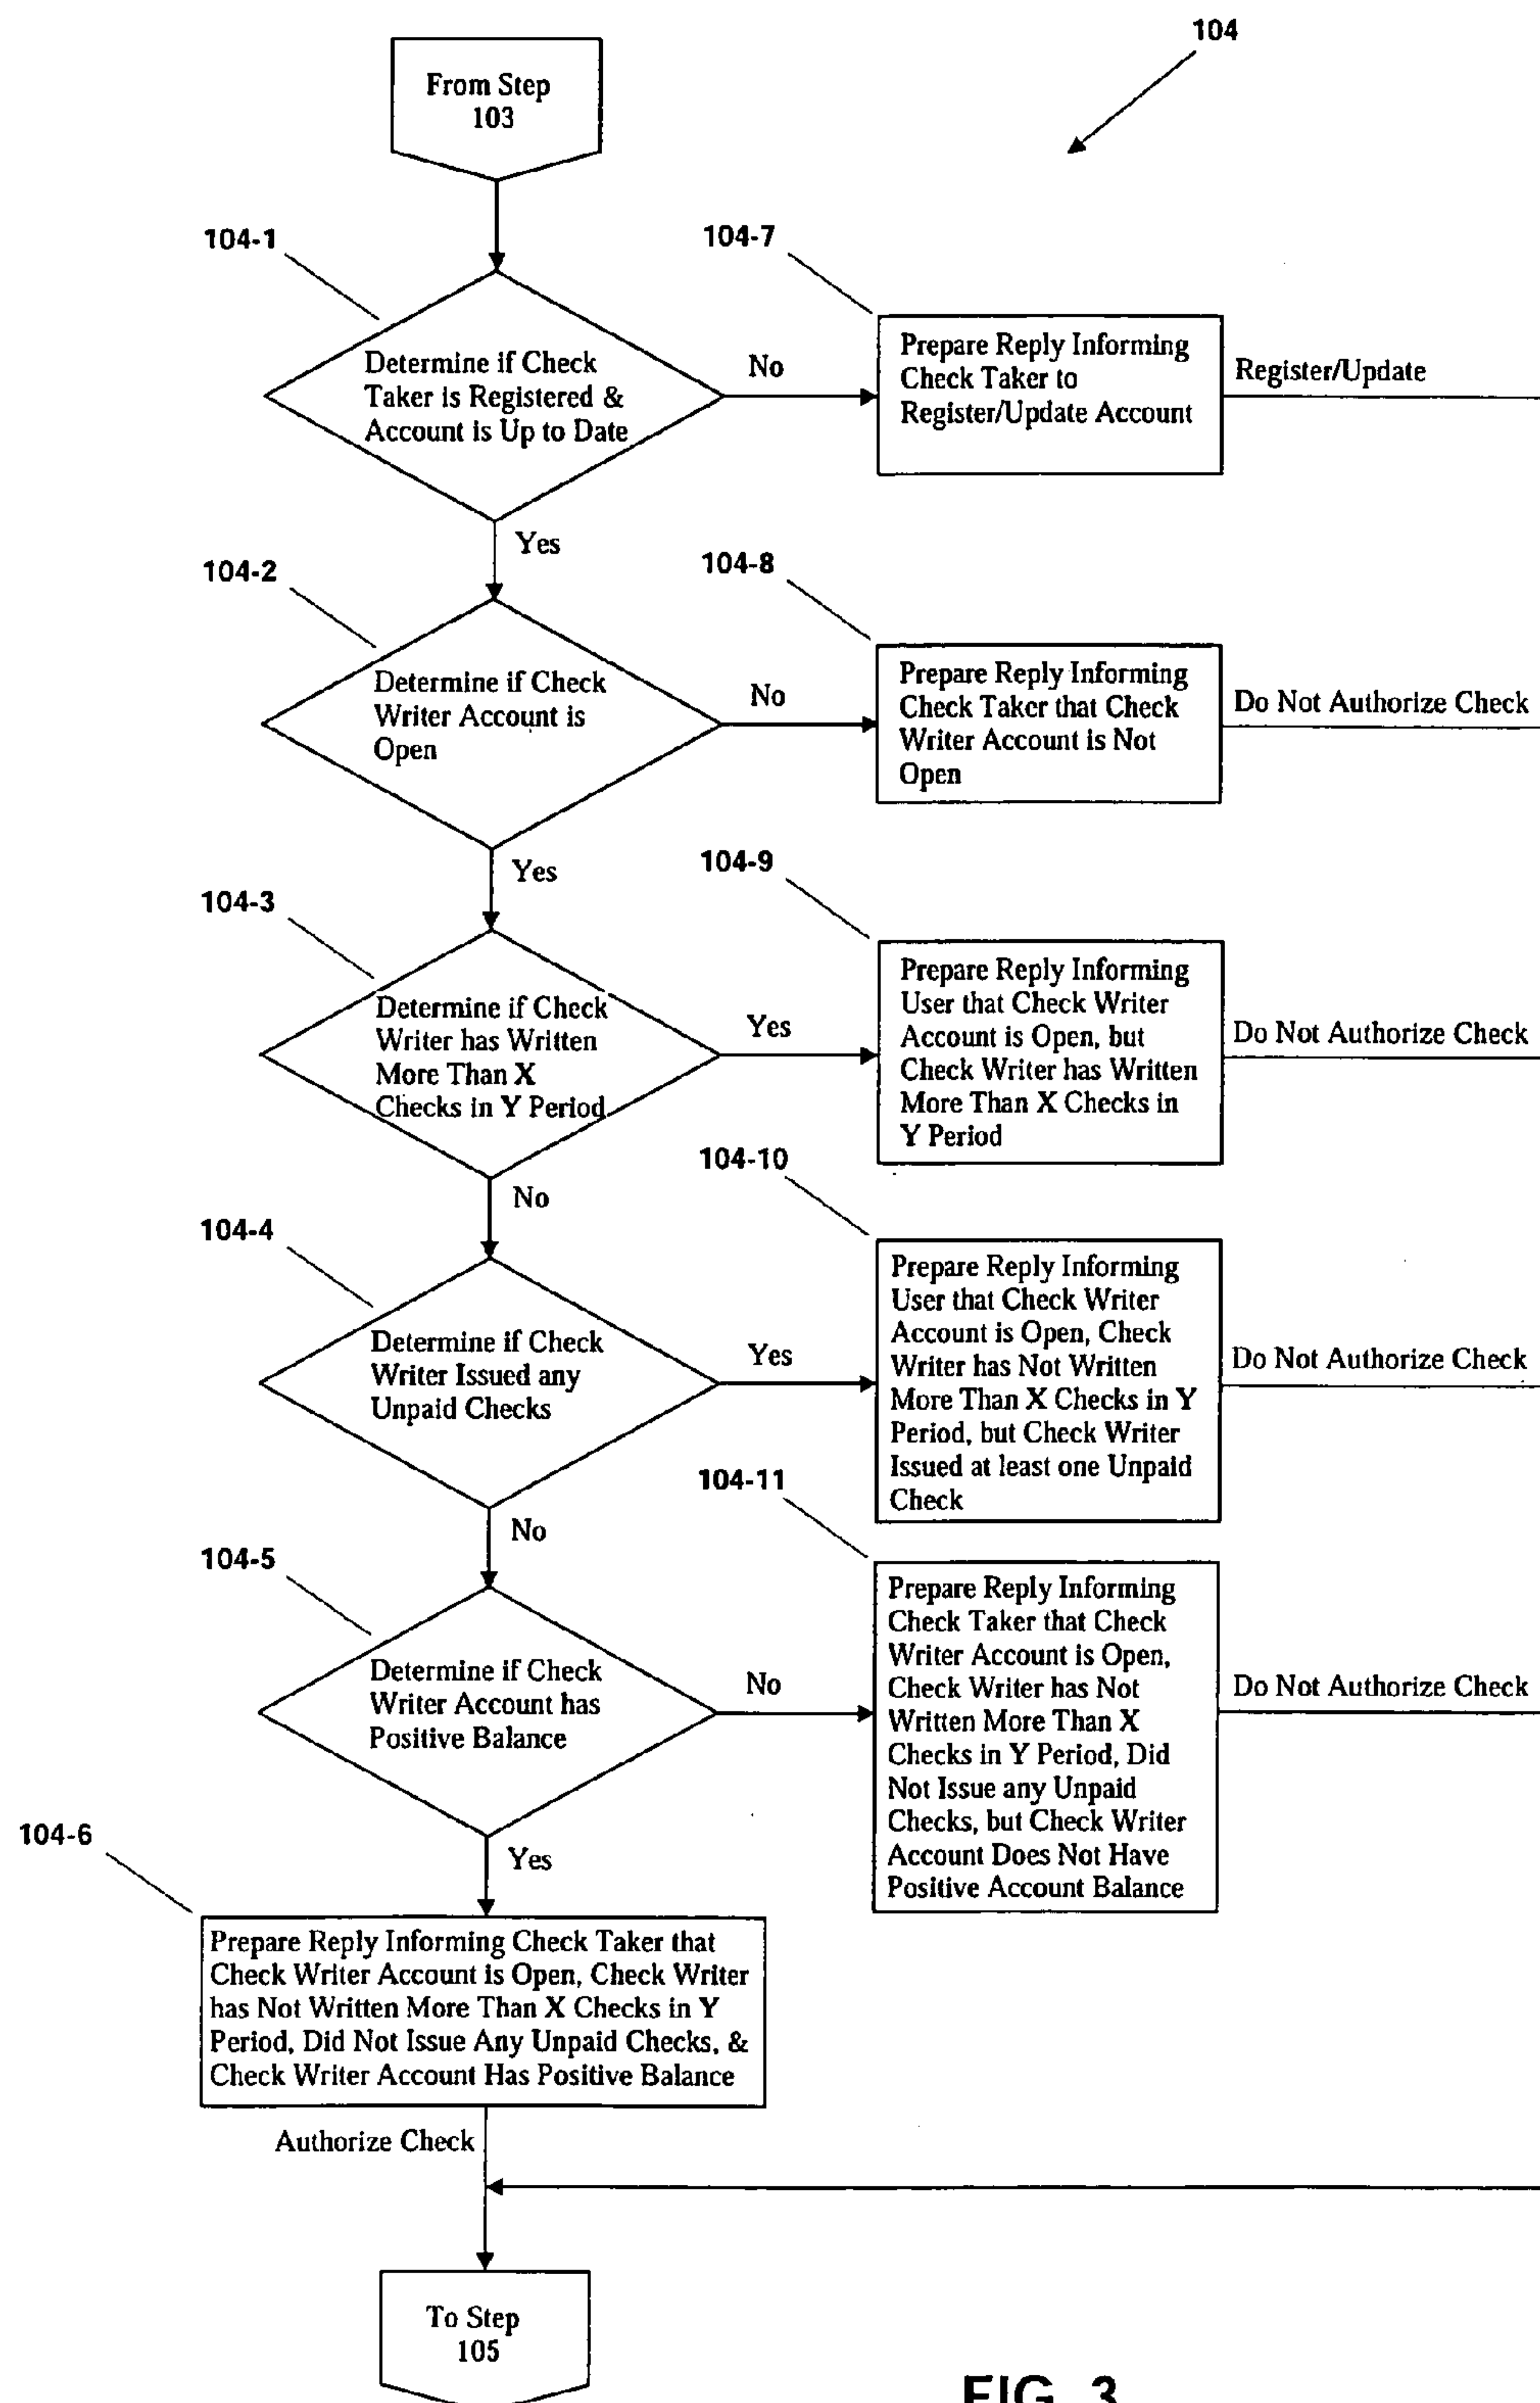 104
From Step
103
104-1
104-7
Determine if Check
Taker is Registered &
Account is Up to Date
No
Prepare Reply Informing
Check Taker to
Register/Update Account
Register/Update
Yes
104-2
104-8
Determine if Check
Writer Account is
Open
No
Prepare Reply Informing
Check Taker that Check
Writer Account is Not
Open
Do Not Authorize Check
Yes
104-3
104-9
Determine if Check
Writer has Written
More Than X
Checks in Y Period
Yes
Prepare Reply Informing
User that Check Writer
Account is Open, but
Check Writer has Written
More Than X Checks in
Y Period
Do Not Authorize Check
No
104-4
104-10
Determine if Check
Writer Issued any
Unpaid Checks
Yes
Prepare Reply Informing
User that Check Writer
Account is Open, Check
Writer has Not Written
More Than X Checks in Y
Period, but Check Writer
Issued at least one Unpaid
Check
Do Not Authorize Check
No
104-5
104-11
Determine if Check
Writer Account has
Positive Balance
No
Prepare Reply Informing
Check Taker that Check
Writer Account is Open,
Check Writer has Not
Written More Than X
Checks in Y Period, Did
Not Issue any Unpaid
Checks, but Check Writer
Account Does Not Have
Positive Account Balance
Do Not Authorize Check
Yes
104-6
Prepare Reply Informing Check Taker that
Check Writer Account is Open, Check Writer
has Not Written More Than X Checks in Y
Period, Did Not Issue Any Unpaid Checks, &
Check Writer Account Has Positive Balance
Authorize Check
To Step
105
FIG. 3